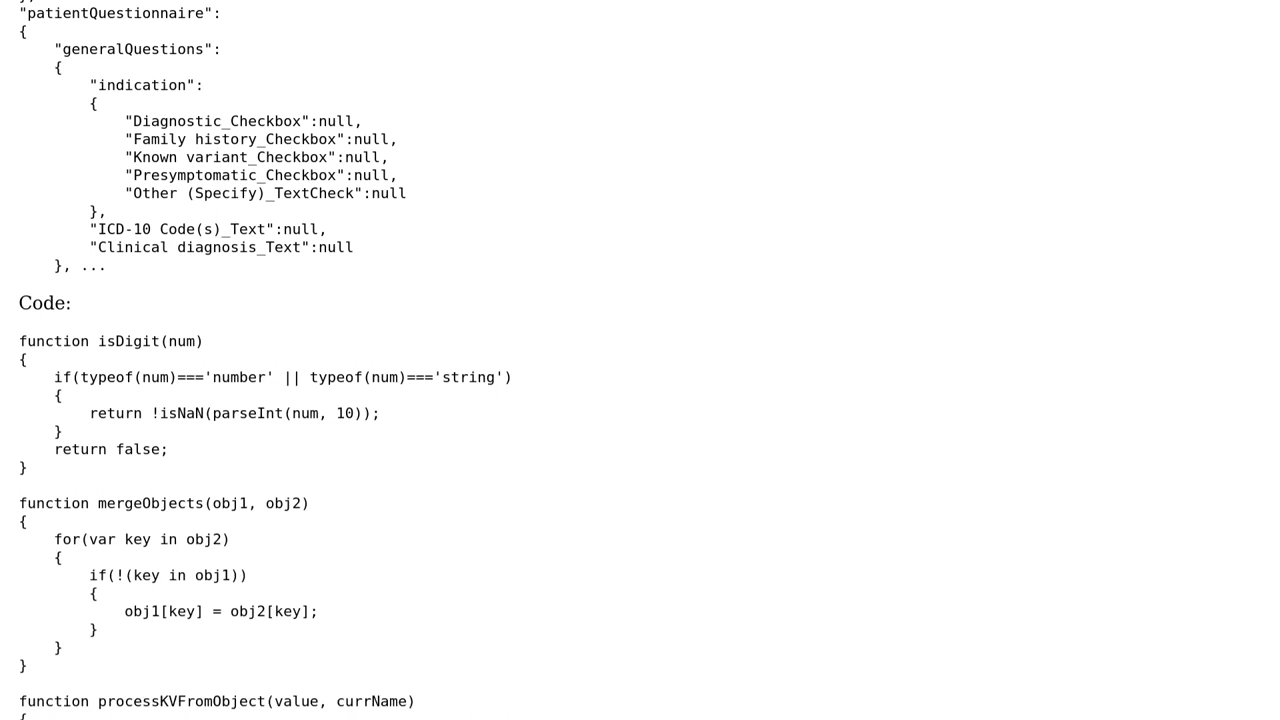 "patientQuestionnaire":
{
    "generalQuestions":
    {
        "indication":
        {
            "Diagnostic_Checkbox":null,
            "Family history_Checkbox":null,
            "Known variant_Checkbox":null,
            "Presymptomatic_Checkbox":null,
            "Other (Specify)_TextCheck":null
        },
        "ICD-10 Code(s)_Text":null,
        "Clinical diagnosis_Text":null
    }, ...
Code:
function isDigit(num)
{
    if(typeof(num)==='number' || typeof(num)==='string')
    {
        return !isNaN(parseInt(num, 10));
    }
    return false;
}
function mergeObjects(obj1, obj2)
{
    for(var key in obj2)
    {
        if(!(key in obj1))
        {
            obj1[key] = obj2[key];
        }
    }
}
function processKVFromObject(value, currName)
{